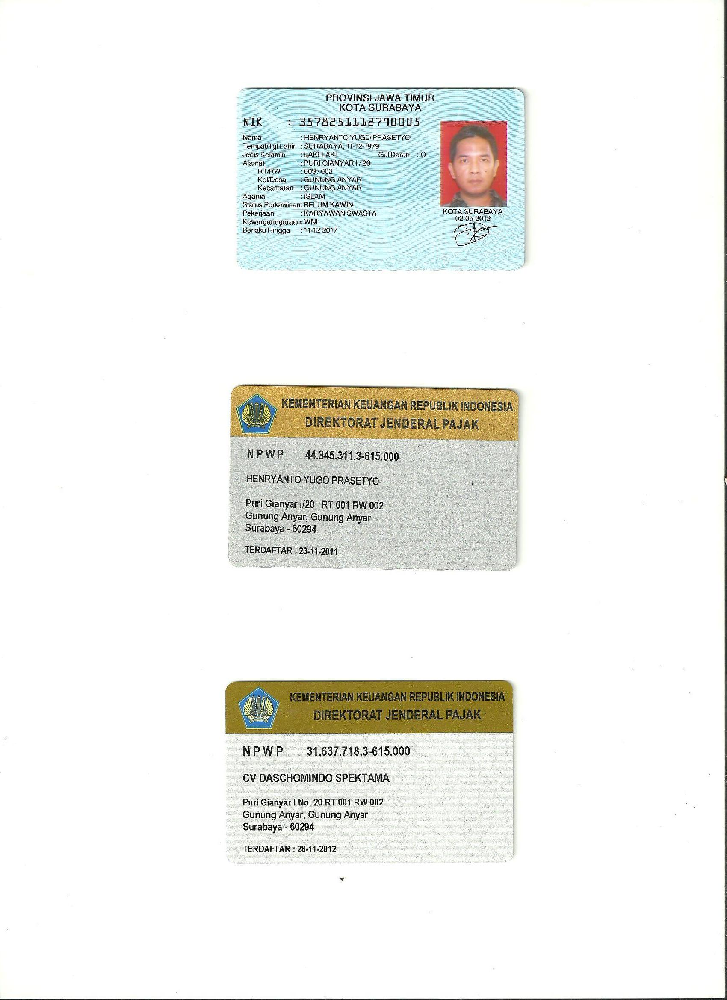 PROVINSI JAWA TIMUR
KOTA SURABAYA
NIK : 3578251112790005
Nama : HENRYANTO YUGO PRASETYO
Tempat/Tgl Lahir : SURABAYA, 11-12-1979
Jenis Kelamin : LAKI-LAKI Gol Darah : O
Alamat : PURI GIANYAR I / 20
RT/RW : 009 / 002
Kel/Desa : GUNUNG ANYAR
Kecamatan : GUNUNG ANYAR
Agama : ISLAM
Status Perkawinan: BELUM KAWIN
Pekerjaan : KARYAWAN SWASTA
Kewarganegaraan: WNI
Berlaku Hingga : 11-12-2017
KOTA SURABAYA
02-05-2012
KEMENTERIAN KEUANGAN REPUBLIK INDONESIA
DIREKTORAT JENDERAL PAJAK
NPWP : 44.345.311.3-615.000
HENRYANTO YUGO PRASETYO
Puri Gianyar I/20 RT 001 RW 002
Gunung Anyar, Gunung Anyar
Surabaya - 60294
TERDAFTAR : 23-11-2011
KEMENTERIAN KEUANGAN REPUBLIK INDONESIA
DIREKTORAT JENDERAL PAJAK
NPWP : 31.637.718.3-615.000
CV DASCHOMINDO SPEKTAMA
Puri Gianyar I No. 20 RT 001 RW 002
Gunung Anyar, Gunung Anyar
Surabaya - 60294
TERDAFTAR : 28-11-2012